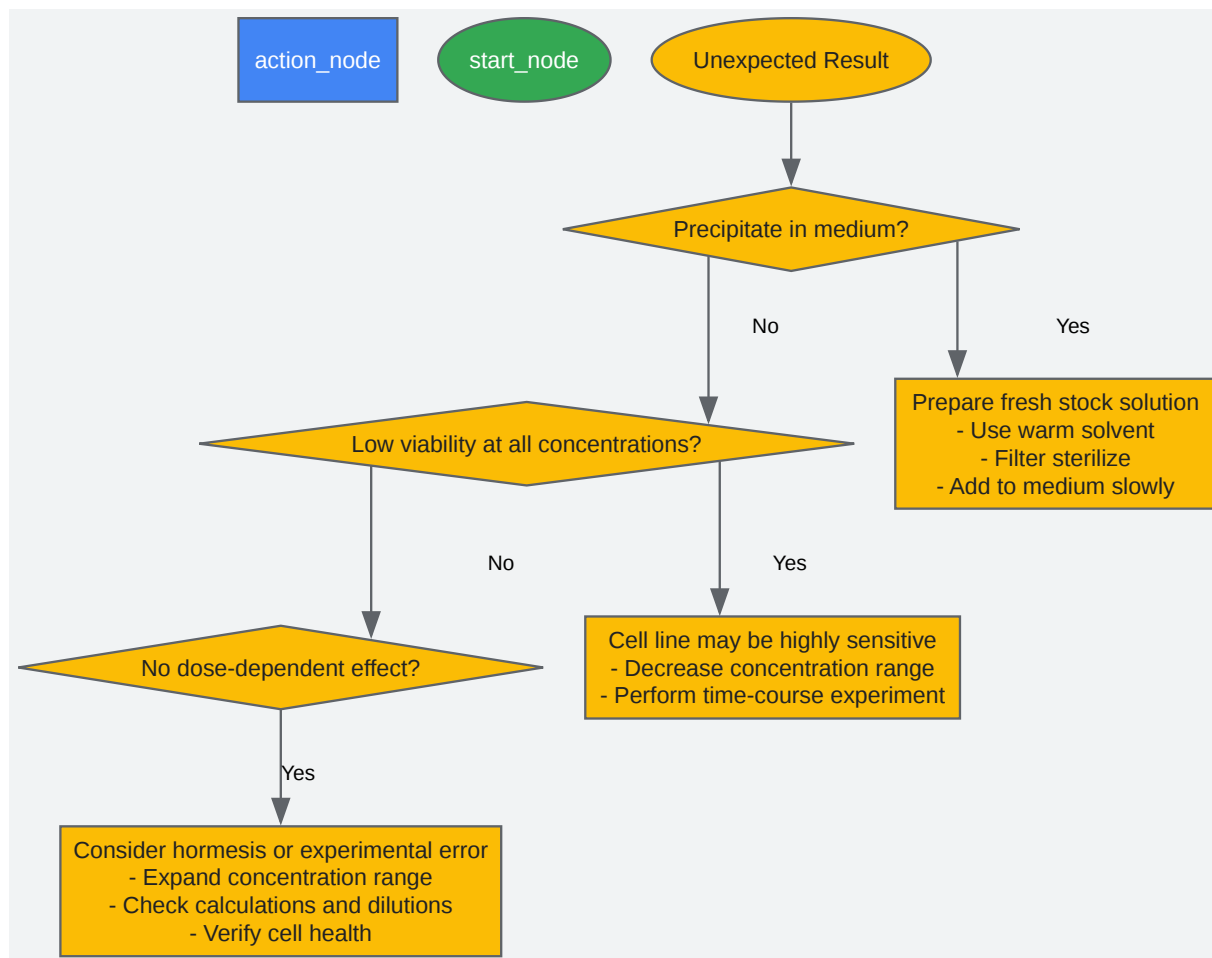 action_node
start_node
Unexpected Result
Precipitate in medium?
No
Yes
Prepare fresh stock solution
- Use warm solvent
- Filter sterilize
- Add to medium slowly
Low viability at all concentrations?
No
Yes
Cell line may be highly sensitive
- Decrease concentration range
- Perform time-course experiment
No dose-dependent effect?
Yes
Consider hormesis or experimental error
- Expand concentration range
- Check calculations and dilutions
- Verify cell health